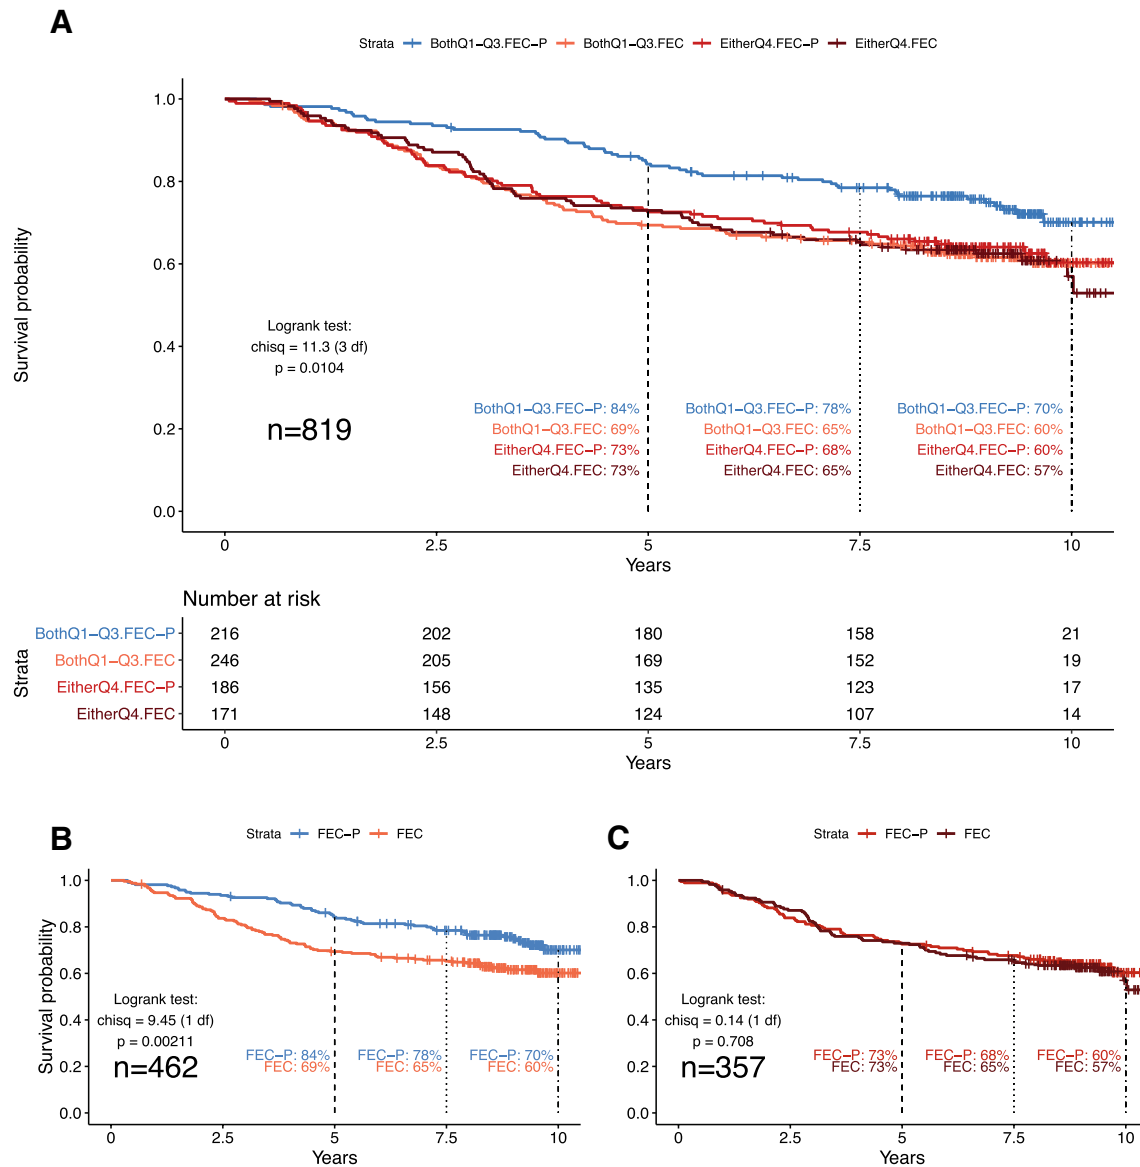 A
Strata BothQ1−Q3.FEC−P BothQ1−Q3.FEC EitherQ4.FEC−P EitherQ4.FEC
Survival probability
1.0
0.8
0.6
0.4
0.2
0.0
Logrank test:
chisq = 11.3 (3 df)
p = 0.0104
n=819
BothQ1−Q3.FEC−P: 84% BothQ1−Q3.FEC−P: 78% BothQ1−Q3.FEC−P: 70%
BothQ1−Q3.FEC: 69% BothQ1−Q3.FEC: 65% BothQ1−Q3.FEC: 60%
EitherQ4.FEC−P: 73% EitherQ4.FEC−P: 68% EitherQ4.FEC−P: 60%
EitherQ4.FEC: 73% EitherQ4.FEC: 65% EitherQ4.FEC: 57%
0 2.5 5 7.5 10
Years
Number at risk
Strata
BothQ1−Q3.FEC−P 216 202 180 158 21
BothQ1−Q3.FEC 246 205 169 152 19
EitherQ4.FEC−P 186 156 135 123 17
EitherQ4.FEC 171 148 124 107 14
0 2.5 5 7.5 10
Years
B
Strata FEC−P FEC
Survival probability
1.0
0.8
0.6
0.4
0.2
0.0
Logrank test:
chisq = 9.45 (1 df)
p = 0.00211
n=462
FEC−P: 84% FEC−P: 78% FEC−P: 70%
FEC: 69% FEC: 65% FEC: 60%
0 2.5 5 7.5 10
Years
C
Strata FEC−P FEC
1.0
0.8
0.6
0.4
0.2
0.0
Logrank test:
chisq = 0.14 (1 df)
p = 0.708
n=357
FEC−P: 73% FEC−P: 68% FEC−P: 60%
FEC: 73% FEC: 65% FEC: 57%
0 2.5 5 7.5 10
Years